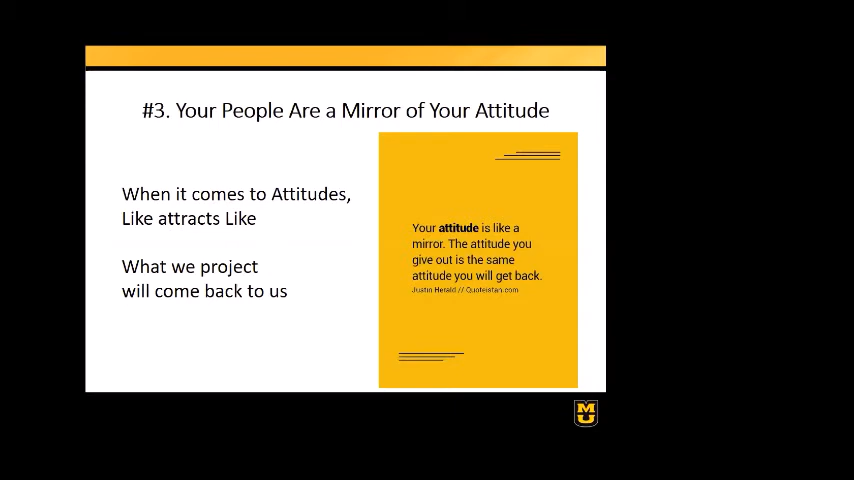 #3. Your People Are a Mirror of Your Attitude
When it comes to Attitudes,
Like attracts Like
What we project
will come back to us
Your attitude is like a
mirror. The attitude you
give out is the same
attitude you will get back.
Justin Herald // Quoteistan.com
MU